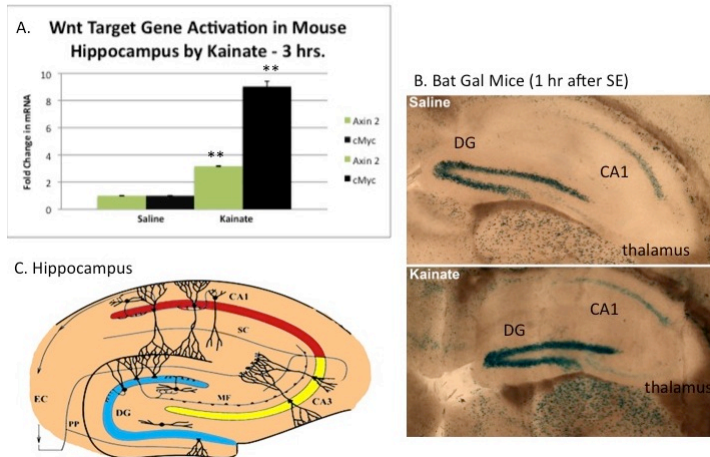 A.
Wnt Target Gene Activation in Mouse
Hippocampus by Kainate - 3 hrs.
Fold Change in mRNA
10
8
6
4
2
0
**
**
Saline
Kainate
Axin 2
cMyc
Axin 2
cMyc
B. Bat Gal Mice (1 hr after SE)
Saline
DG
CA1
thalamus
Kainate
CA1
DG
thalamus
C. Hippocampus
CA1
SC
EC
PP
DG
MF
CA3